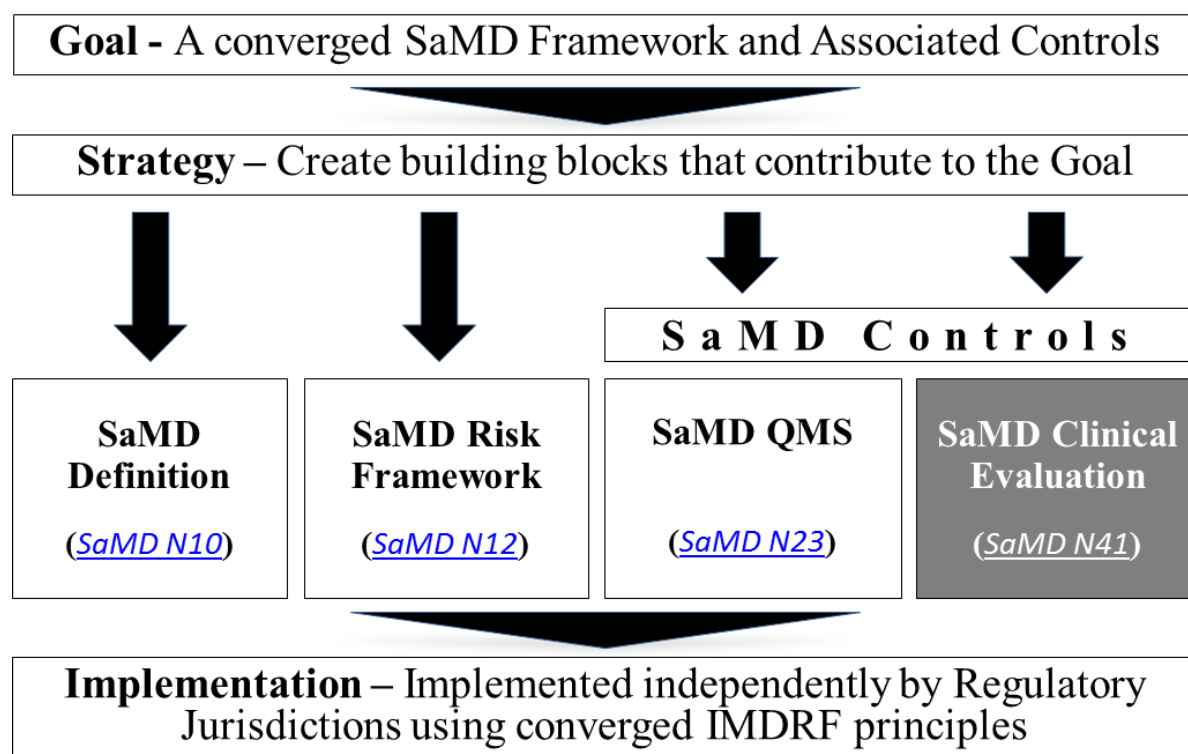 Goal - A converged SaMD Framework and Associated Controls
Strategy – Create building blocks that contribute to the Goal
SaMD Controls
SaMD
Definition
(SaMD N10)
SaMD Risk
Framework
(SaMD N12)
SaMD QMS
(SaMD N23)
SaMD Clinical
Evaluation
(SaMD N41)
Implementation – Implemented independently by Regulatory
Jurisdictions using converged IMDRF principles